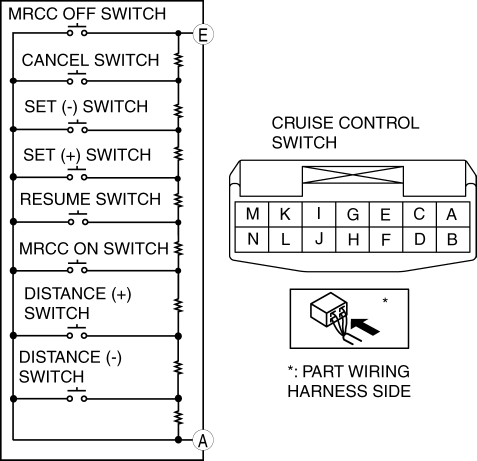 MRCC OFF SWITCH
E
CANCEL SWITCH
SET (-) SWITCH
SET (+) SWITCH
RESUME SWITCH
MRCC ON SWITCH
DISTANCE (+)
SWITCH
DISTANCE (-)
SWITCH
A
CRUISE CONTROL
SWITCH
M K I G E C A
N L J H F D B
*
*: PART WIRING
HARNESS SIDE